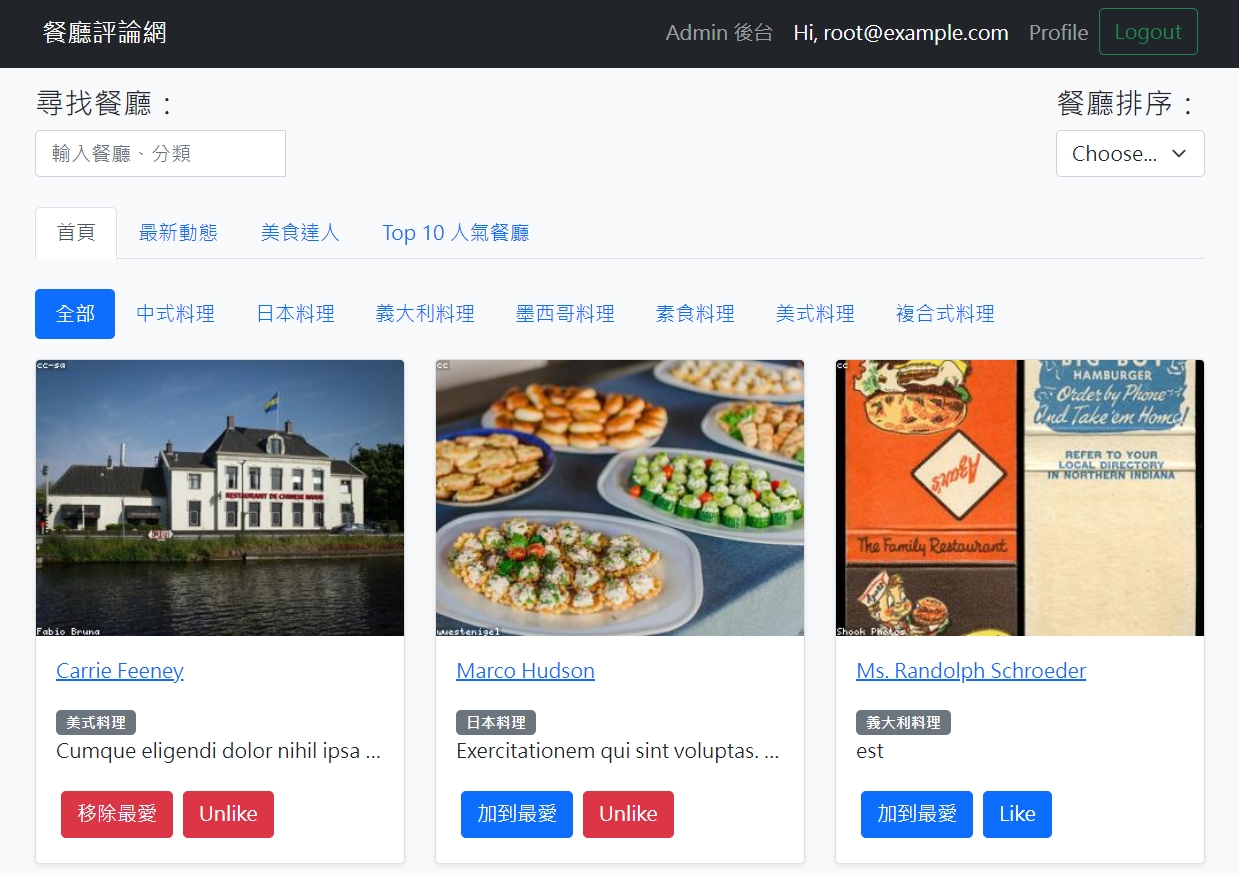 餐廳評論網
Admin 後台 Hi, root@example.com Profile Logout
尋找餐廳：
餐廳排序：
輸入餐廳、分類
Choose...
首頁 最新動態 美食達人 Top 10 人氣餐廳
全部 中式料理 日本料理 義大利料理 墨西哥料理 素食料理 美式料理 複合式料理
cc-sa
RESTAURANT DE CHINESE MUUR
Fabio Bruna
cc
wuestenigel
cc
BIG BOY
HAMBURGER
Order by Phone
And Take 'em Home!
REFER TO YOUR
LOCAL DIRECTORY
IN NORTHERN INDIANA
Azar's
The Family Restaurant
Shook Photos
Carrie Feeney
美式料理
Cumque eligendi dolor nihil ipsa ...
移除最愛 Unlike
Marco Hudson
日本料理
Exercitationem qui sint voluptas. ...
加到最愛 Unlike
Ms. Randolph Schroeder
義大利料理
est
加到最愛 Like